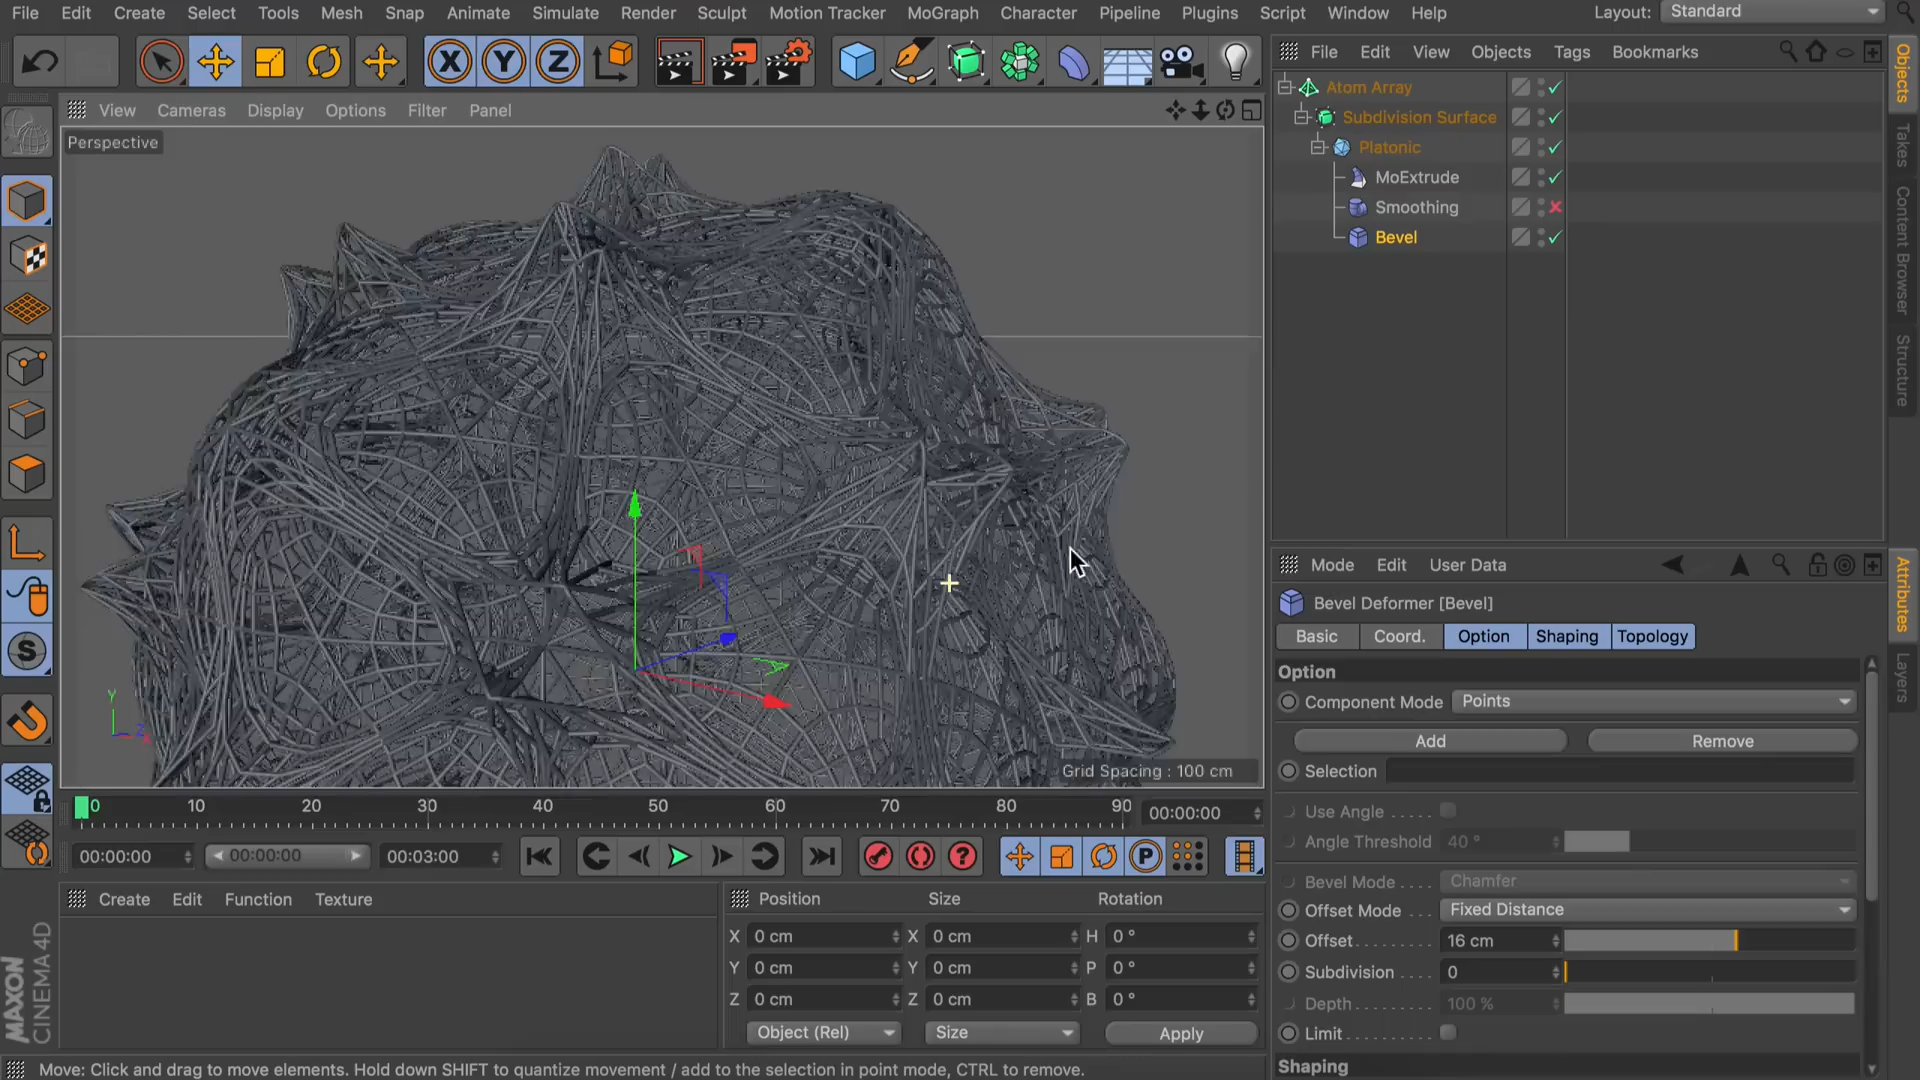 File Edit Create Select Tools Mesh Snap Animate Simulate Render Sculpt Motion Tracker MoGraph Character Pipeline Plugins Script Window Help Layout: Standard
X Y Z
File Edit View Objects Tags Bookmarks
View Cameras Display Options Filter Panel
Perspective
Atom Array
Subdivision Surface
Platonic
MoExtrude
Smoothing
Bevel
Objects
Takes
Content Browser
Structure
Mode Edit User Data
Bevel Deformer [Bevel]
Basic Coord. Option Shaping Topology
Option
Component Mode Points
Add Remove
Selection
Use Angle . . . . .
Angle Threshold 40 °
Bevel Mode . . . . Chamfer
Offset Mode . . . Fixed Distance
Offset. . . . . . . . . 16 cm
Subdivision . . . . 0
Depth. . . . . . . . . 100 %
Limit. . . . . . . . . .
Shaping
Attributes
Layers
Y
Z
X
S
Grid Spacing : 100 cm
0 10 20 30 40 50 60 70 80 90 00:00:00
00:00:00 00:00:00 00:03:00 ? P
Create Edit Function Texture
Position Size Rotation
X 0 cm X 0 cm H 0 °
Y 0 cm Y 0 cm P 0 °
Z 0 cm Z 0 cm B 0 °
Object (Rel) Size Apply
MAXON
CINEMA 4D
Move: Click and drag to move elements. Hold down SHIFT to quantize movement / add to the selection in point mode, CTRL to remove.